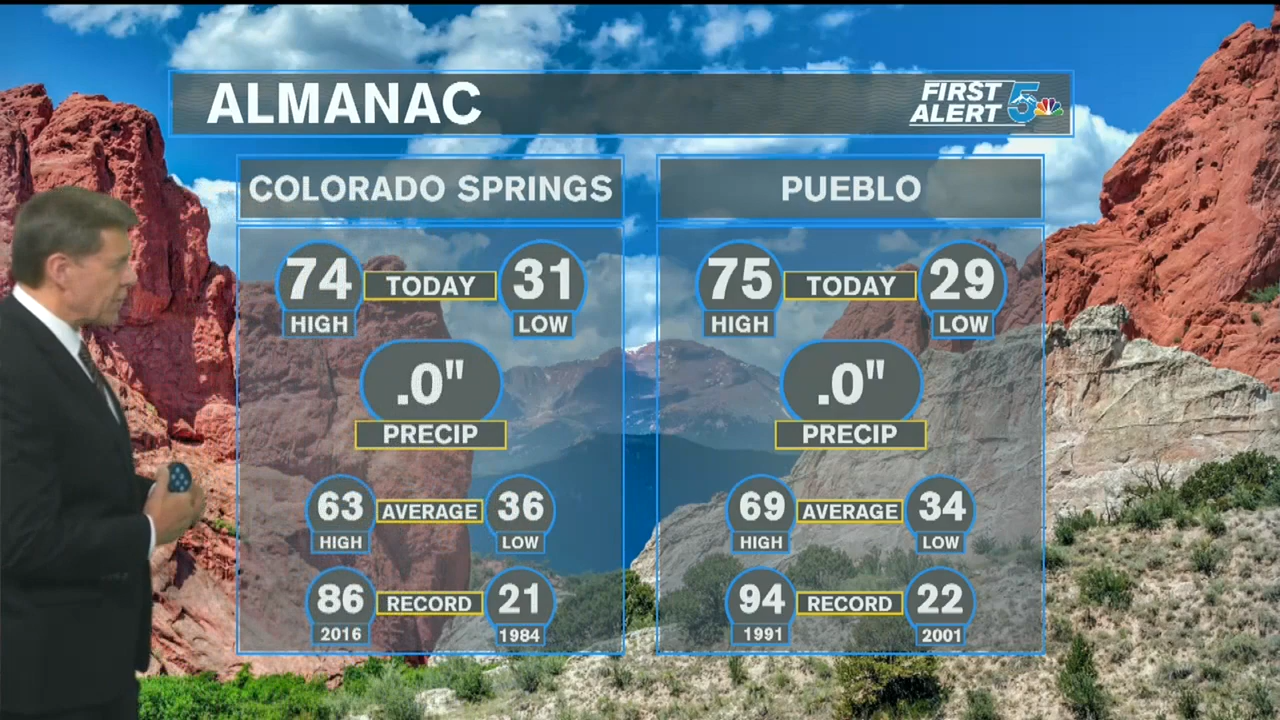 ALMANAC
FIRST
ALERT 5
COLORADO SPRINGS
74 TODAY 31
HIGH LOW
.0"
PRECIP
63 AVERAGE 36
HIGH LOW
86 RECORD 21
2016 1984
PUEBLO
75 TODAY 29
HIGH LOW
.0"
PRECIP
69 AVERAGE 34
HIGH LOW
94 RECORD 22
1991 2001